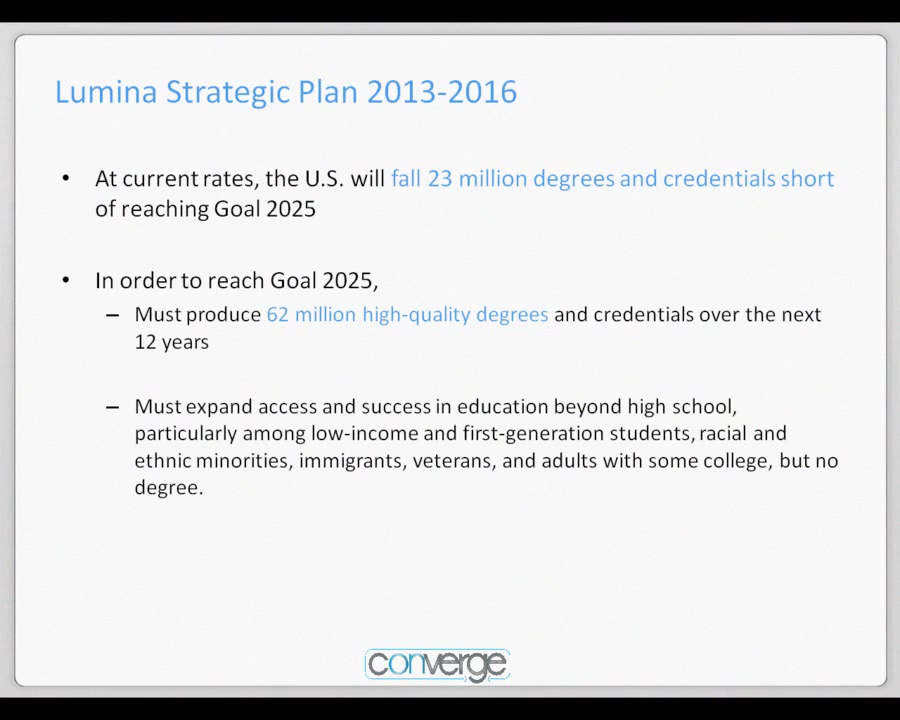 Lumina Strategic Plan 2013-2016
• At current rates, the U.S. will fall 23 million degrees and credentials short
of reaching Goal 2025
• In order to reach Goal 2025,
– Must produce 62 million high-quality degrees and credentials over the next
12 years
– Must expand access and success in education beyond high school,
particularly among low-income and first-generation students, racial and
ethnic minorities, immigrants, veterans, and adults with some college, but no
degree.
converge